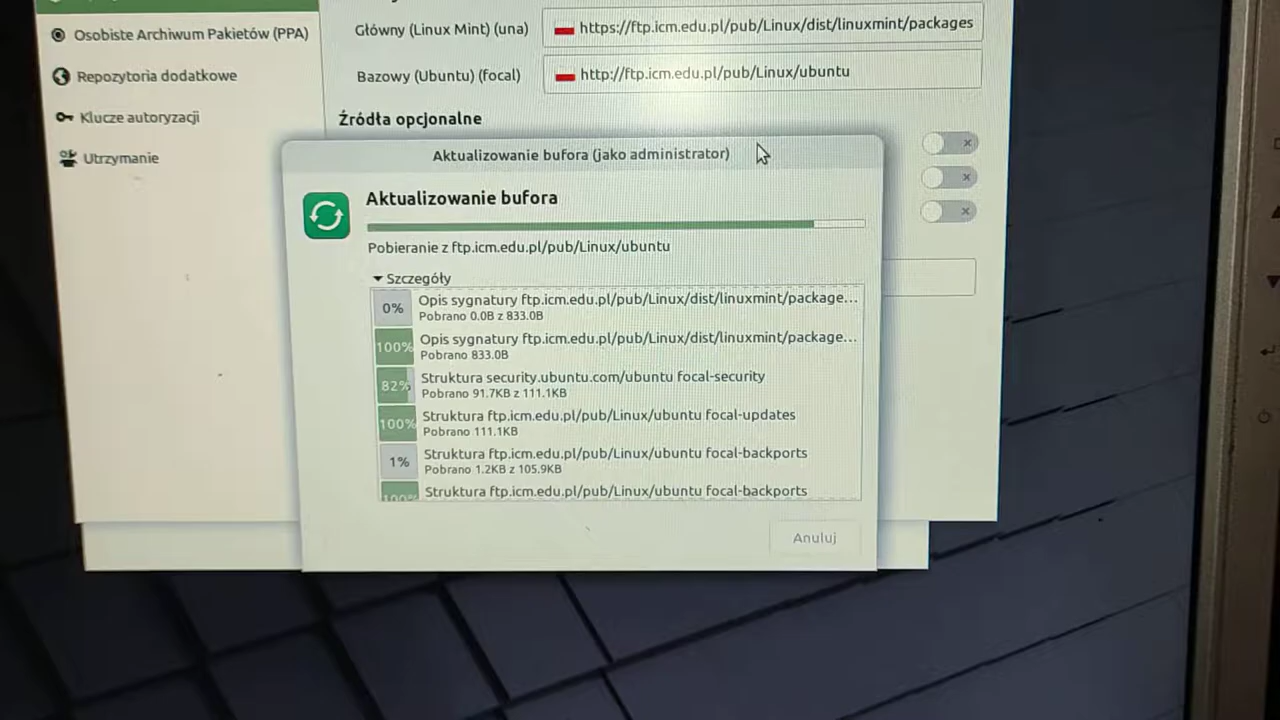 Osobiste Archiwum Pakietów (PPA)
Repozytoria dodatkowe
Klucze autoryzacji
Utrzymanie
Główny (Linux Mint) (una)
https://ftp.icm.edu.pl/pub/Linux/dist/linuxmint/packages
Bazowy (Ubuntu) (focal)
http://ftp.icm.edu.pl/pub/Linux/ubuntu
Źródła opcjonalne
Aktualizowanie bufora (jako administrator)
Aktualizowanie bufora
Pobieranie z ftp.icm.edu.pl/pub/Linux/ubuntu
Szczegóły
0%
Opis sygnatury ftp.icm.edu.pl/pub/Linux/dist/linuxmint/package...
Pobrano 0.0B z 833.0B
100%
Opis sygnatury ftp.icm.edu.pl/pub/Linux/dist/linuxmint/package...
Pobrano 833.0B
82%
Struktura security.ubuntu.com/ubuntu focal-security
Pobrano 91.7KB z 111.1KB
100%
Struktura ftp.icm.edu.pl/pub/Linux/ubuntu focal-updates
Pobrano 111.1KB
1%
Struktura ftp.icm.edu.pl/pub/Linux/ubuntu focal-backports
Pobrano 1.2KB z 105.9KB
100%
Struktura ftp.icm.edu.pl/pub/Linux/ubuntu focal-backports
Anuluj